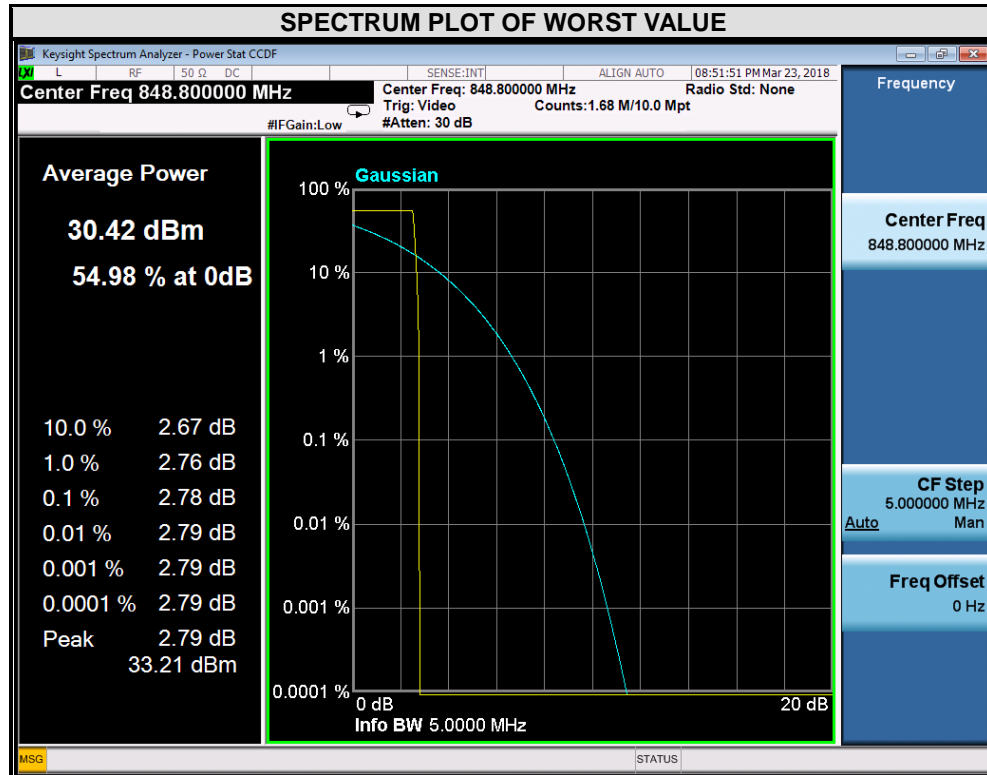 SPECTRUM PLOT OF WORST VALUE
Keysight Spectrum Analyzer - Power Stat CCDF
LXI L RF 50 Ω DC SENSE:INT ALIGN AUTO 08:51:51 PM Mar 23, 2018
Center Freq 848.800000 MHz
Center Freq: 848.800000 MHz Radio Std: None
Trig: Video Counts:1.68 M/10.0 Mpt
#IFGain:Low #Atten: 30 dB
Average Power
30.42 dBm
54.98 % at 0dB
10.0 % 2.67 dB
1.0 % 2.76 dB
0.1 % 2.78 dB
0.01 % 2.79 dB
0.001 % 2.79 dB
0.0001 % 2.79 dB
Peak 2.79 dB
33.21 dBm
Gaussian
100 %
10 %
1 %
0.1 %
0.01 %
0.001 %
0.0001 %
0 dB 20 dB
Info BW 5.0000 MHz
Frequency
Center Freq
848.800000 MHz
CF Step
5.000000 MHz
Auto Man
Freq Offset
0 Hz
MSG STATUS